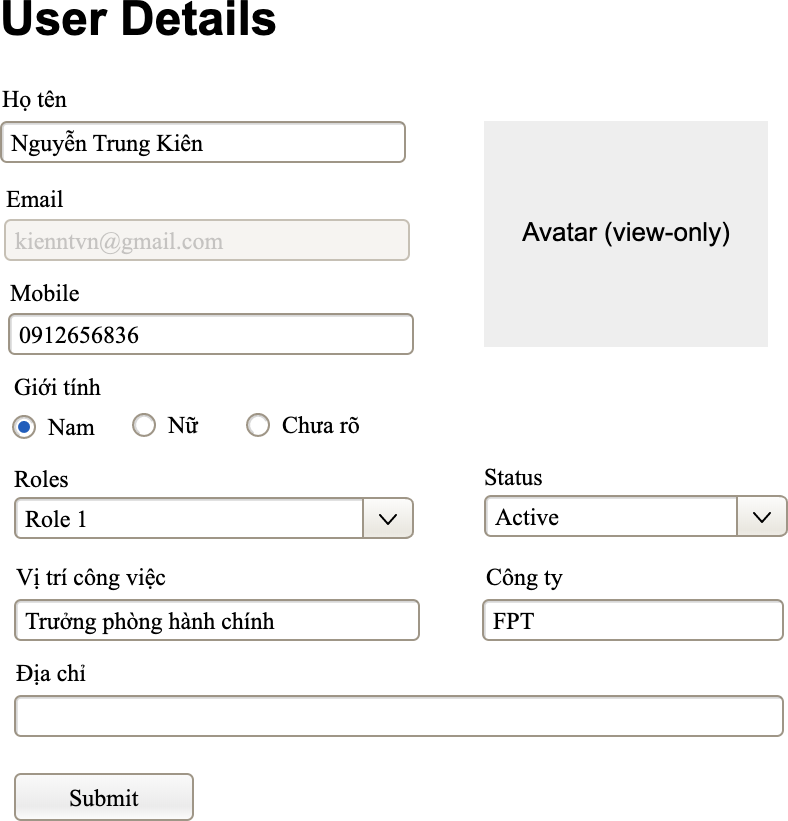 User Details
Họ tên
Nguyễn Trung Kiên
Email
kienntvn@gmail.com
Avatar (view-only)
Mobile
0912656836
Giới tính
Nam Nữ Chưa rõ
Roles
Role 1
Status
Active
Vị trí công việc
Trưởng phòng hành chính
Công ty
FPT
Địa chỉ
Submit